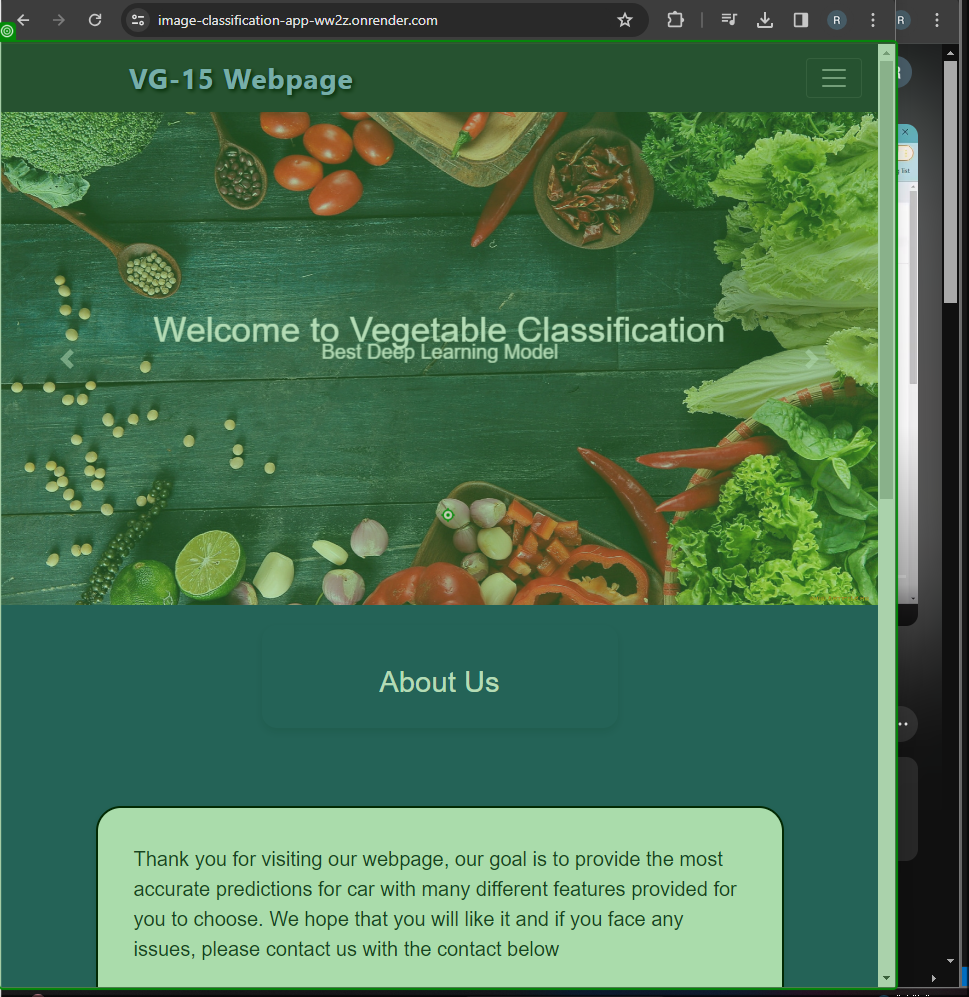 image-classification-app-ww2z.onrender.com
R
R
VG-15 Webpage
Welcome to Vegetable Classification
Best Deep Learning Model
About Us
Thank you for visiting our webpage, our goal is to provide the most
accurate predictions for car with many different features provided for
you to choose. We hope that you will like it and if you face any
issues, please contact us with the contact below